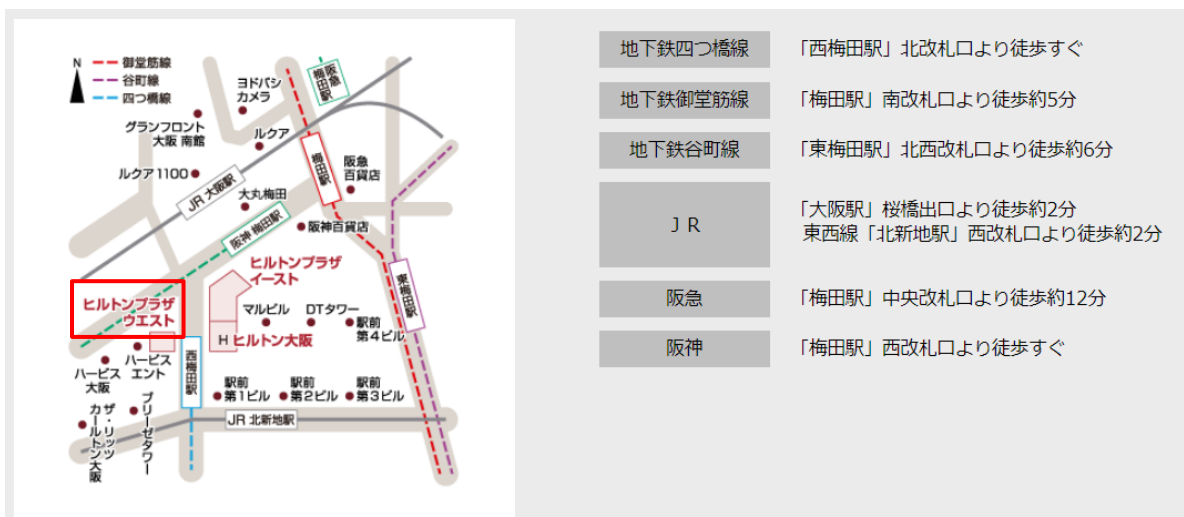 N
御堂筋線
谷町線
四つ橋線
ヨドバシ
カメラ
阪急
梅田駅
グランフロント
大阪 南館
ルクア
ルクア1100
JR 大阪駅
梅田駅
阪急
百貨店
大丸梅田
阪神 梅田駅
阪神百貨店
ヒルトンプラザ
イースト
ヒルトンプラザ
ウエスト
マルビル
DTタワー
駅前
第4ビル
東梅田駅
H ヒルトン大阪
西梅田駅
ハービス
エント
ハービス
大阪
駅前
第1ビル
駅前
第2ビル
駅前
第3ビル
JR 北新地駅
ブリーゼタワー
ザ・リッツ
カールトン大阪
地下鉄四つ橋線 「西梅田駅」北改札口より徒歩すぐ
地下鉄御堂筋線 「梅田駅」南改札口より徒歩約5分
地下鉄谷町線 「東梅田駅」北西改札口より徒歩約6分
ＪＲ 「大阪駅」桜橋出口より徒歩約2分
東西線「北新地駅」西改札口より徒歩約2分
阪急 「梅田駅」中央改札口より徒歩約12分
阪神 「梅田駅」西改札口より徒歩すぐ